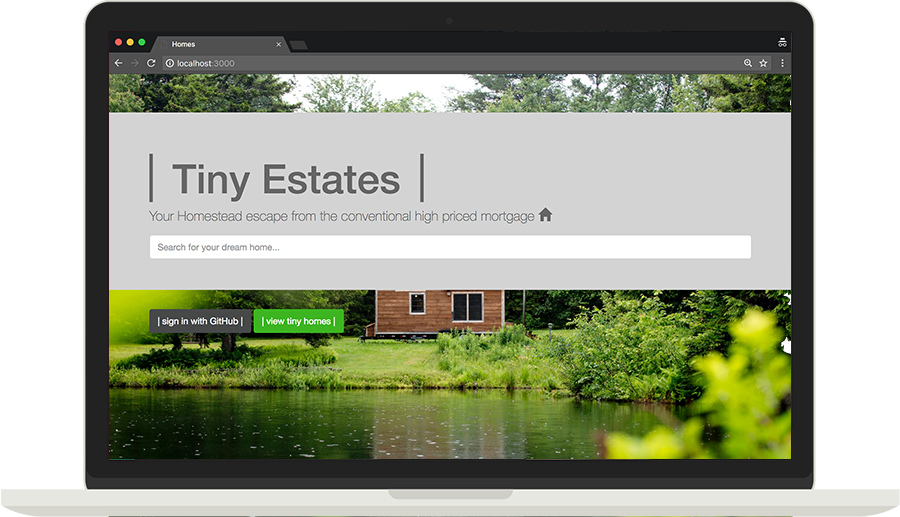 Homes
localhost:3000
| Tiny Estates |
Your Homestead escape from the conventional high priced mortgage
Search for your dream home...
| sign in with GitHub | | view tiny homes |